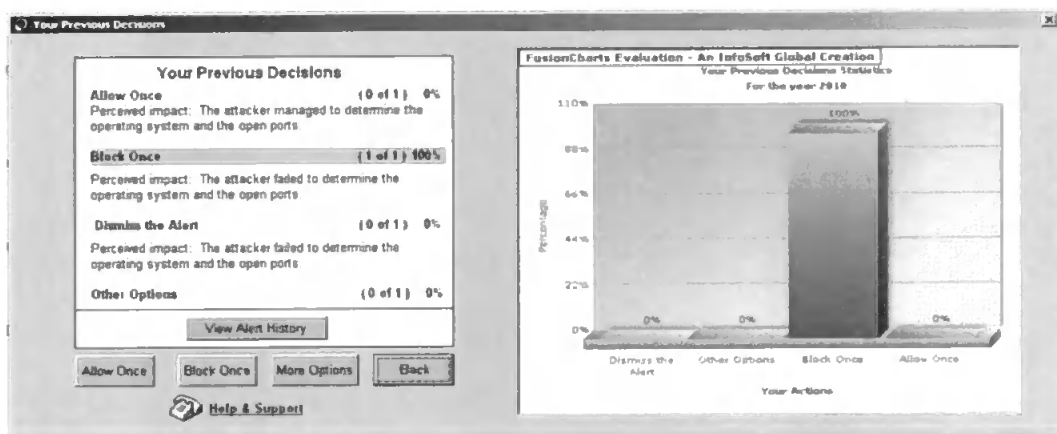 Your Previous Decisions
Your Previous Decisions
Allow Once (0 of 1) 0%
Perceived impact: The attacker managed to determine the
operating system and the open ports
Block Once (1 of 1) 100%
Perceived impact: The attacker failed to determine the
operating system and the open ports
Dismiss the Alert (0 of 1) 0%
Perceived impact: The attacker failed to determine the
operating system and the open ports
Other Options (0 of 1) 0%
View Alert History
Allow Once Block Once More Options Back
Help & Support
FusionCharts Evaluation - An InfoSoft Global Creation
Your Previous Decisions Statistics
For the year 2010
110%
88%
66%
44%
22%
0%
Percentage
0% 0% 100% 0%
Dismiss the
Alert
Other Options
Block Once
Allow Once
Your Actions